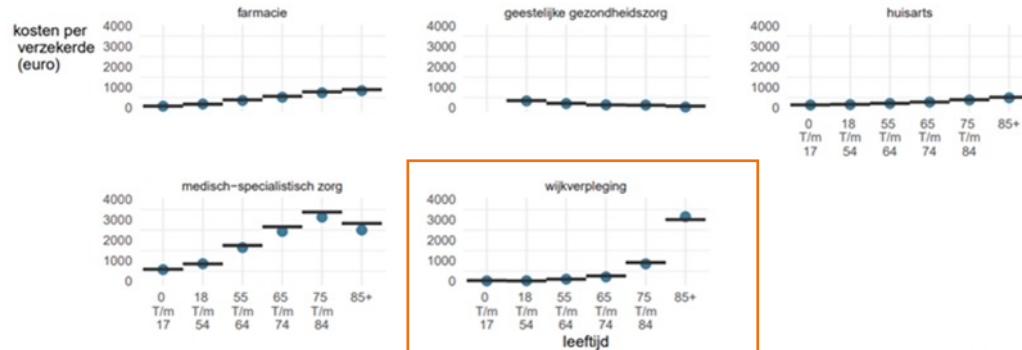 farmacie
geestelijke gezondheidszorg
huisarts
kosten per
verzekerde
(euro)
4000
3000
2000
1000
0
4000
3000
2000
1000
0
4000
3000
2000
1000
0
0 18 55 65 75 85+
T/m T/m T/m T/m T/m
17 54 64 74 84
medisch-specialistisch zorg
wijkverpleging
4000
3000
2000
1000
0
4000
3000
2000
1000
0
0 18 55 65 75 85+
T/m T/m T/m T/m T/m
17 54 64 74 84
0 18 55 65 75 85+
T/m T/m T/m T/m T/m
17 54 64 74 84
leeftijd